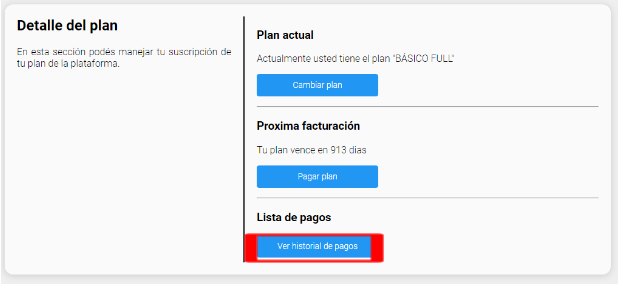 Detalle del plan
En esta sección podés manejar tu suscripción de
tu plan de la plataforma.
Plan actual
Actualmente usted tiene el plan "BÁSICO FULL"
Cambiar plan
Proxima facturación
Tu plan vence en 913 dias
Pagar plan
Lista de pagos
Ver historial de pagos